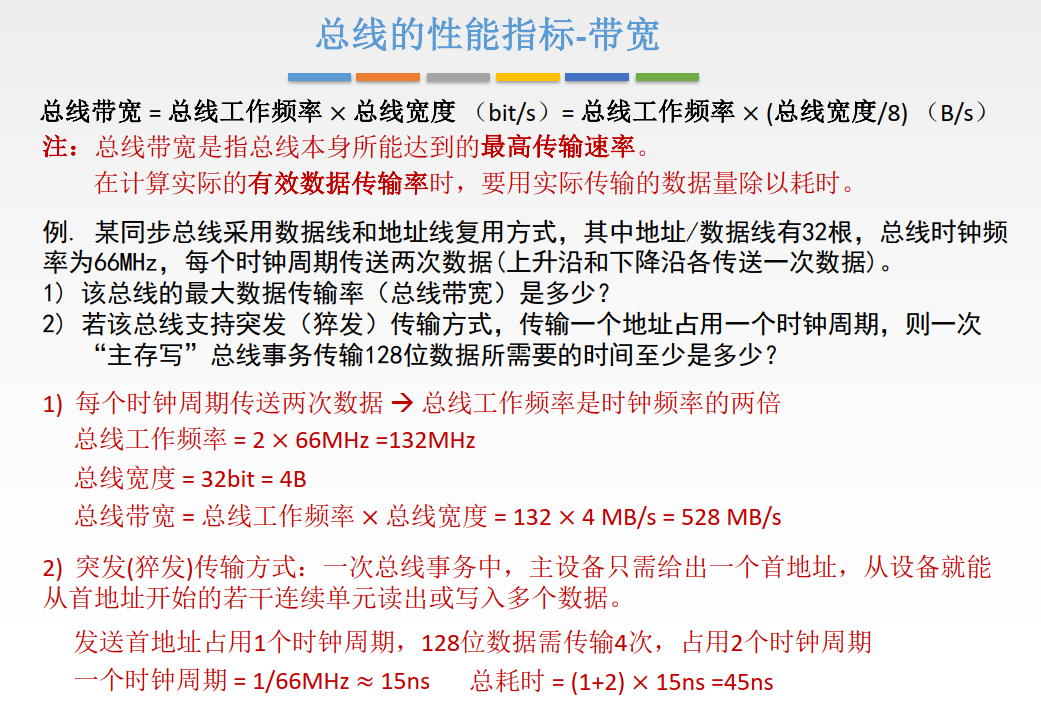 总线的性能指标-带宽
总线带宽 = 总线工作频率 × 总线宽度 （bit/s）= 总线工作频率 × (总线宽度/8) （B/s）
注：总线带宽是指总线本身所能达到的最高传输速率。
在计算实际的有效数据传输率时，要用实际传输的数据量除以耗时。
例. 某同步总线采用数据线和地址线复用方式，其中地址/数据线有32根，总线时钟频
率为66MHz，每个时钟周期传送两次数据(上升沿和下降沿各传送一次数据)。
1) 该总线的最大数据传输率（总线带宽）是多少？
2) 若该总线支持突发（猝发）传输方式，传输一个地址占用一个时钟周期，则一次
“主存写”总线事务传输128位数据所需要的时间至少是多少？
1) 每个时钟周期传送两次数据 → 总线工作频率是时钟频率的两倍
总线工作频率 = 2 × 66MHz =132MHz
总线宽度 = 32bit = 4B
总线带宽 = 总线工作频率 × 总线宽度 = 132 × 4 MB/s = 528 MB/s
2) 突发(猝发)传输方式：一次总线事务中，主设备只需给出一个首地址，从设备就能
从首地址开始的若干连续单元读出或写入多个数据。
发送首地址占用1个时钟周期，128位数据需传输4次，占用2个时钟周期
一个时钟周期 = 1/66MHz ≈ 15ns 总耗时 = (1+2) × 15ns =45ns